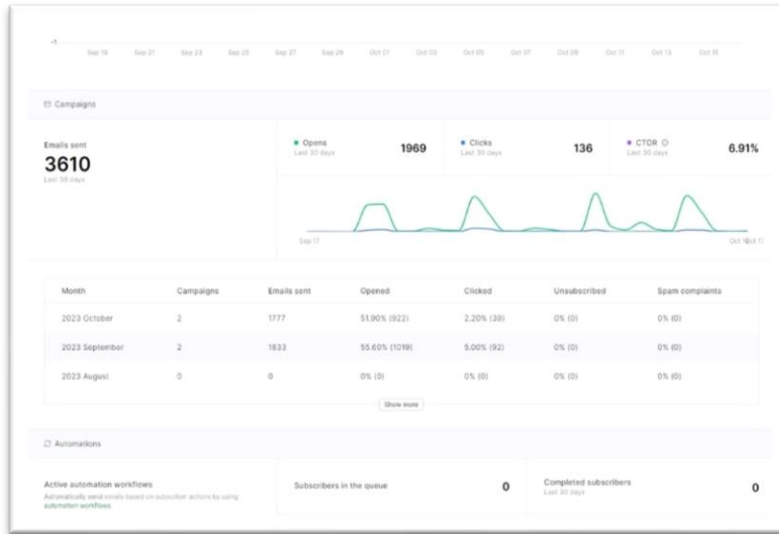 -1
Sep 19 Sep 21 Sep 23 Sep 25 Sep 27 Sep 29 Oct 01 Oct 03 Oct 05 Oct 07 Oct 09 Oct 11 Oct 13 Oct 15
Campaigns
Emails sent
3610
Last 30 days
Opens 1969
Last 30 days
Clicks 136
Last 30 days
CTOR 6.91%
Last 30 days
Sep 17
Month Campaigns Emails sent Opened Clicked Unsubscribed Spam complaints
2023 October 2 1777 51.90% (922) 2.20% (39) 0% (0) 0% (0)
2023 September 2 1833 55.60% (1019) 5.00% (92) 0% (0) 0% (0)
2023 August 0 0 0% (0) 0% (0) 0% (0) 0% (0)
Show more
Automations
Active automation workflows
Automatically send emails based on subscriber actions by using
automation workflows.
Subscribers in the queue 0
Completed subscribers 0
Last 30 days